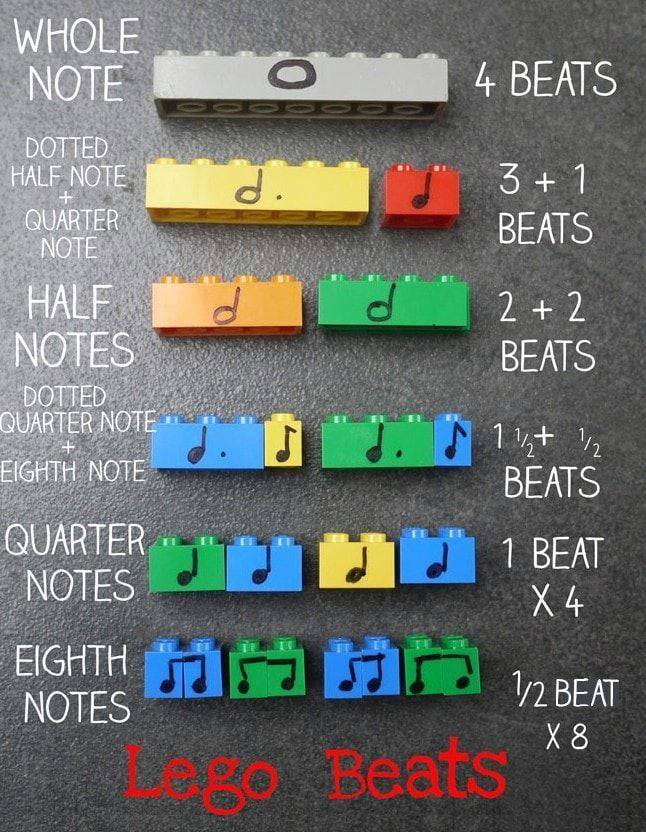 WHOLE
NOTE
4 BEATS
DOTTED
HALF NOTE
+
QUARTER
NOTE
3 + 1
BEATS
HALF
NOTES
2 + 2
BEATS
DOTTED
QUARTER NOTE
+
EIGHTH NOTE
1 1/2 + 1/2
BEATS
QUARTER
NOTES
1 BEAT
X 4
EIGHTH
NOTES
1/2 BEAT
X 8
Lego Beats